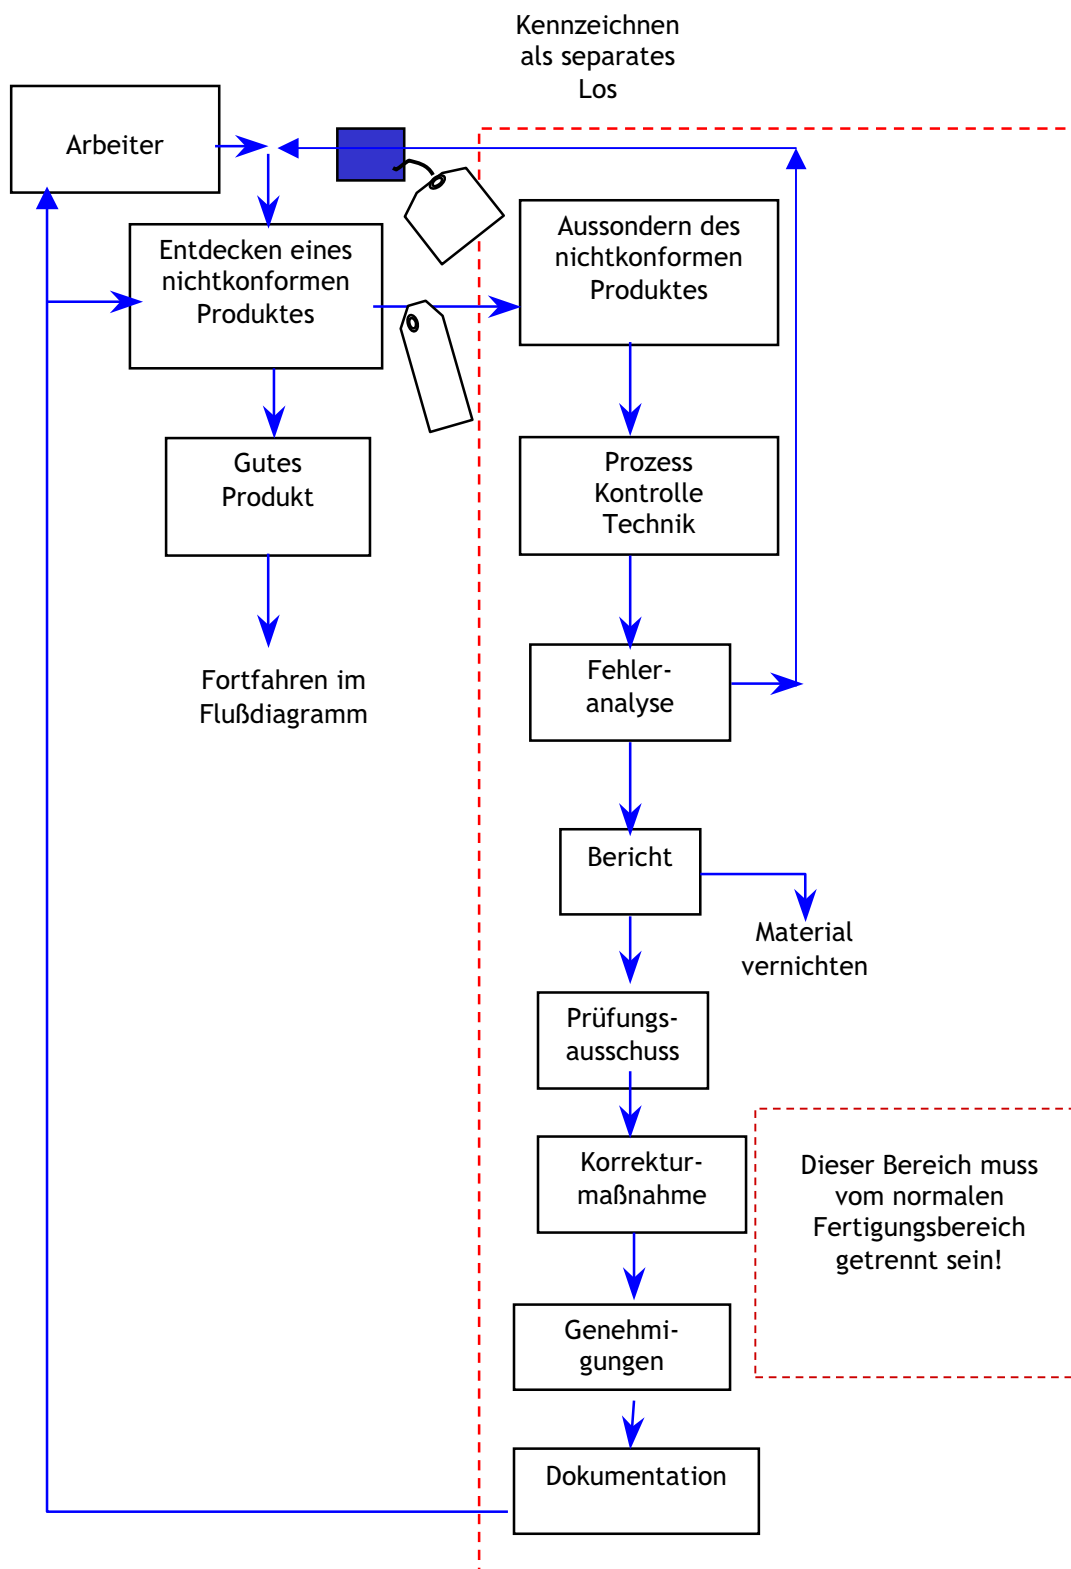 Kennzeichnen
als separates
Los
Arbeiter
Entdecken eines
nichtkonformen
Produktes
Aussondern des
nichtkonformen
Produktes
Gutes
Produkt
Prozess
Kontrolle
Technik
Fortfahren im
Flußdiagramm
Fehler-
analyse
Bericht
Material
vernichten
Prüfungs-
ausschuss
Korrektur-
maßnahme
Dieser Bereich muss
vom normalen
Fertigungsbereich
getrennt sein!
Genehmi-
gungen
Dokumentation